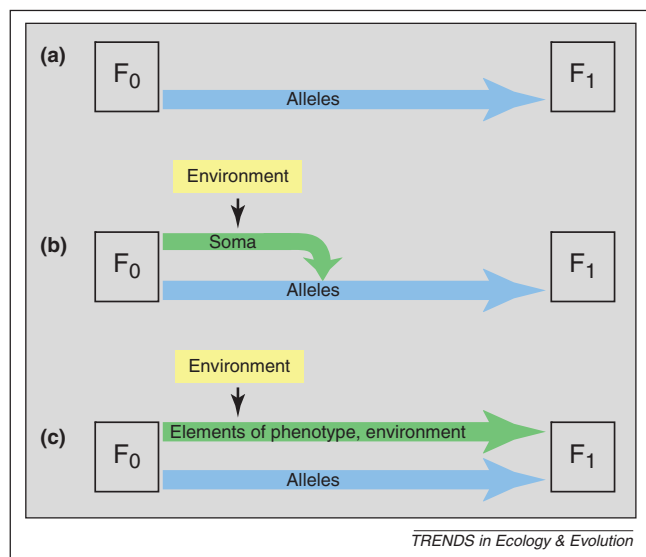 (a)
F₀
F₁
Alleles
Environment
(b)
Soma
F₀
F₁
Alleles
Environment
(c)
Elements of phenotype, environment
F₀
F₁
Alleles
TRENDS in Ecology & Evolution